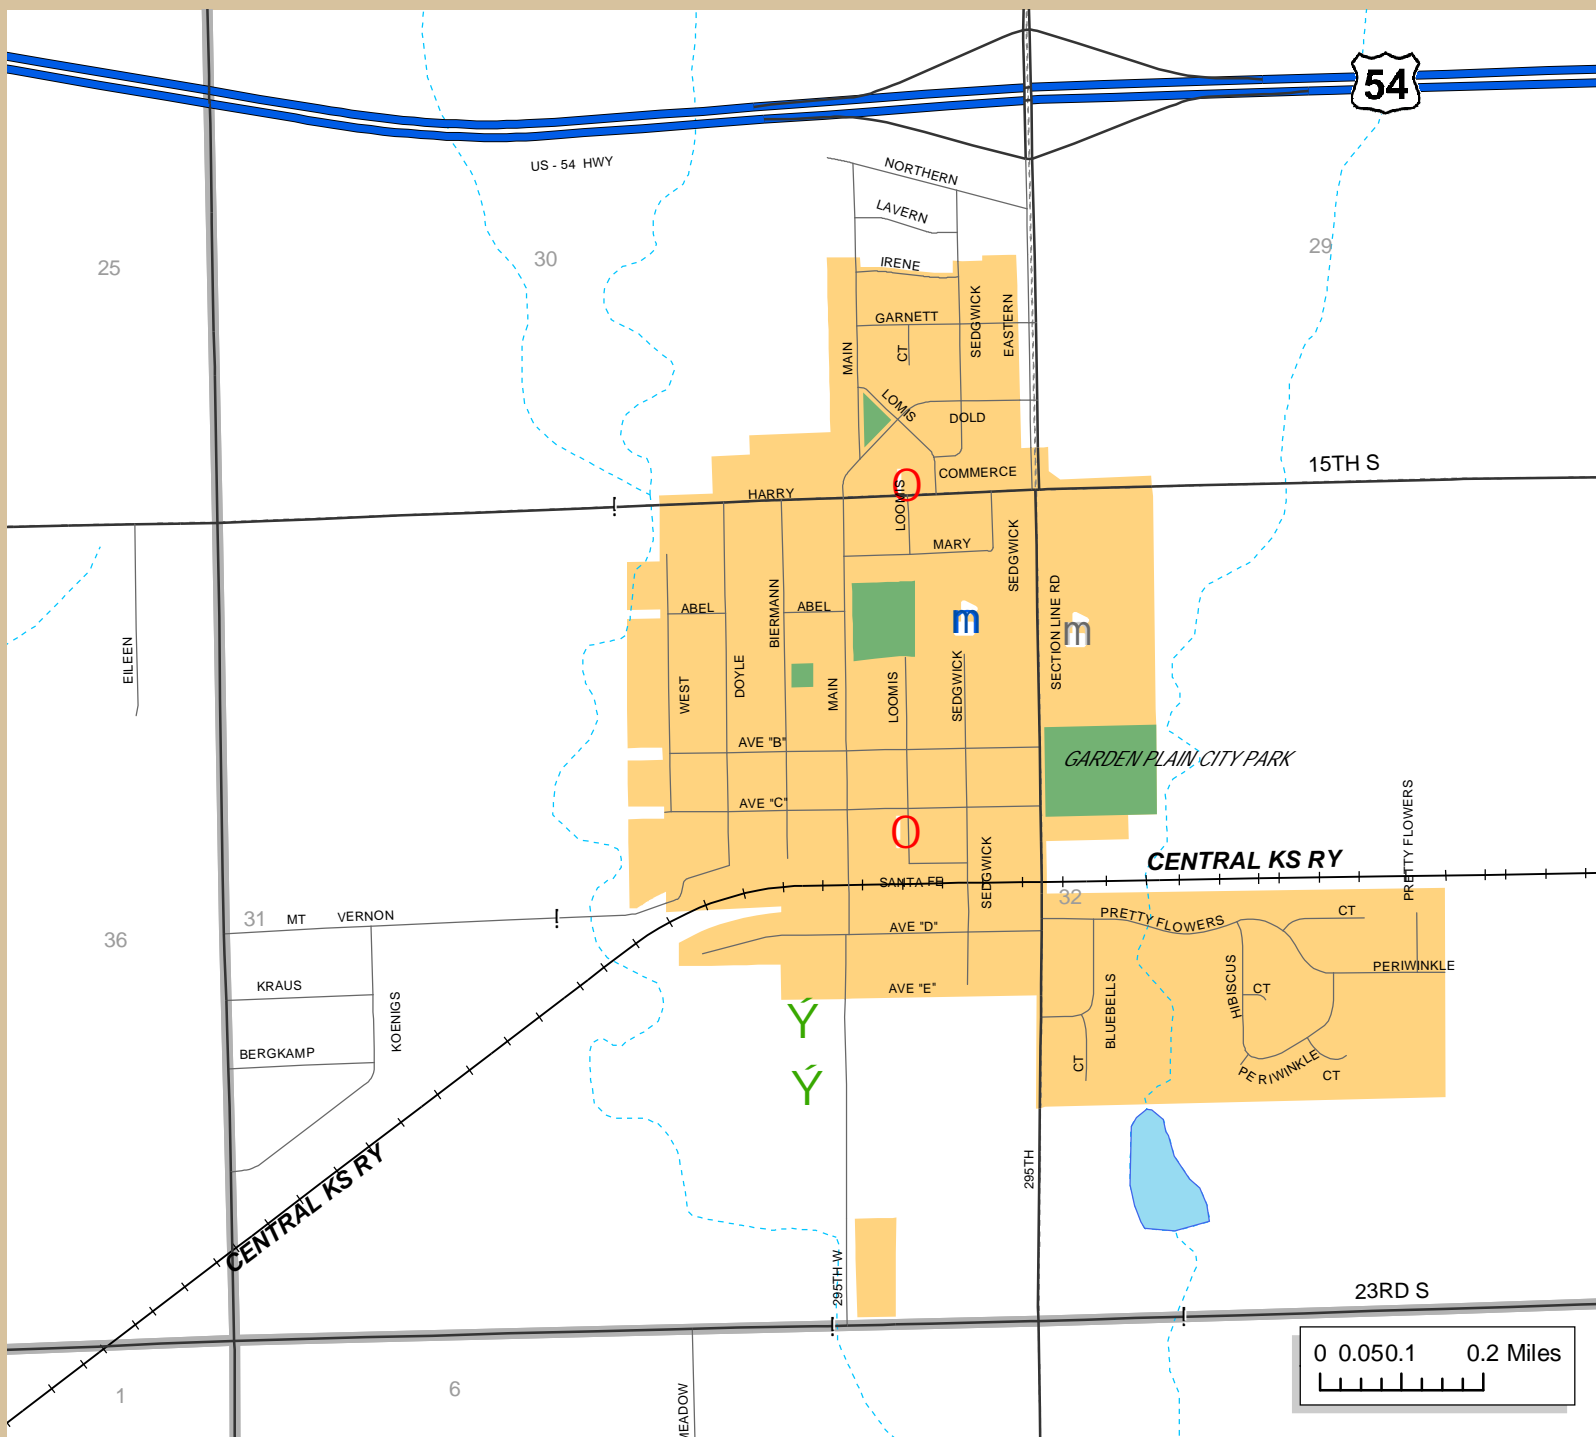 54
US - 54 HWY
NORTHERN
LAVERN
25
30
29
IRENE
GARNETT
SEDGWICK
EASTERN
MAIN
CT
LOMIS
DOLD
15TH S
COMMERCE
HARRY
LOOMIS
MARY
SEDGWICK
ABEL
BIERMANN
ABEL
m
m
SECTION LINE RD
EILEEN
WEST
DOYLE
MAIN
LOOMIS
SEDGWICK
AVE "B"
GARDEN PLAIN CITY PARK
AVE "C"
PRETTY FLOWERS
CENTRAL KS RY
SANTA FE
SEDGWICK
32
31
MT VERNON
36
AVE "D"
PRETTY FLOWERS
CT
KRAUS
KOENIGS
AVE "E"
BLUEBELLS
HIBISCUS
CT
PERIWINKLE
BERGKAMP
CT
PERIWINKLE
CT
CENTRAL KS RY
295TH
295TH W
23RD S
0 0.05 0.1 0.2 Miles
1
6
MEADOW